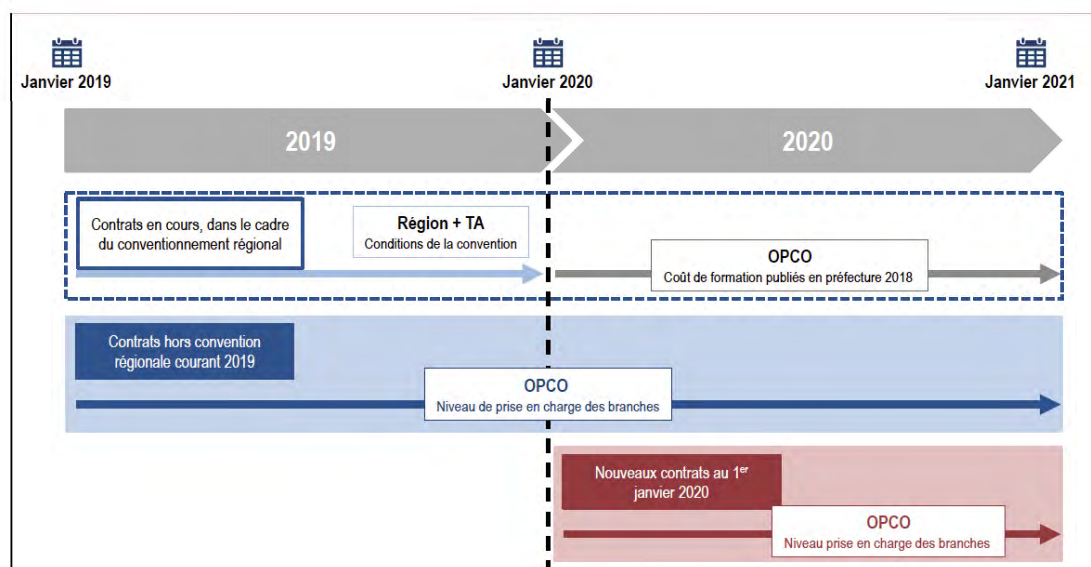 Janvier 2019
Janvier 2020
Janvier 2021
2019
2020
Contrats en cours, dans le cadre
du conventionnement régional
Région + TA
Conditions de la convention
OPCO
Coût de formation publiés en préfecture 2018
Contrats hors convention
régionale courant 2019
OPCO
Niveau de prise en charge des branches
Nouveaux contrats au 1er
janvier 2020
OPCO
Niveau prise en charge des branches